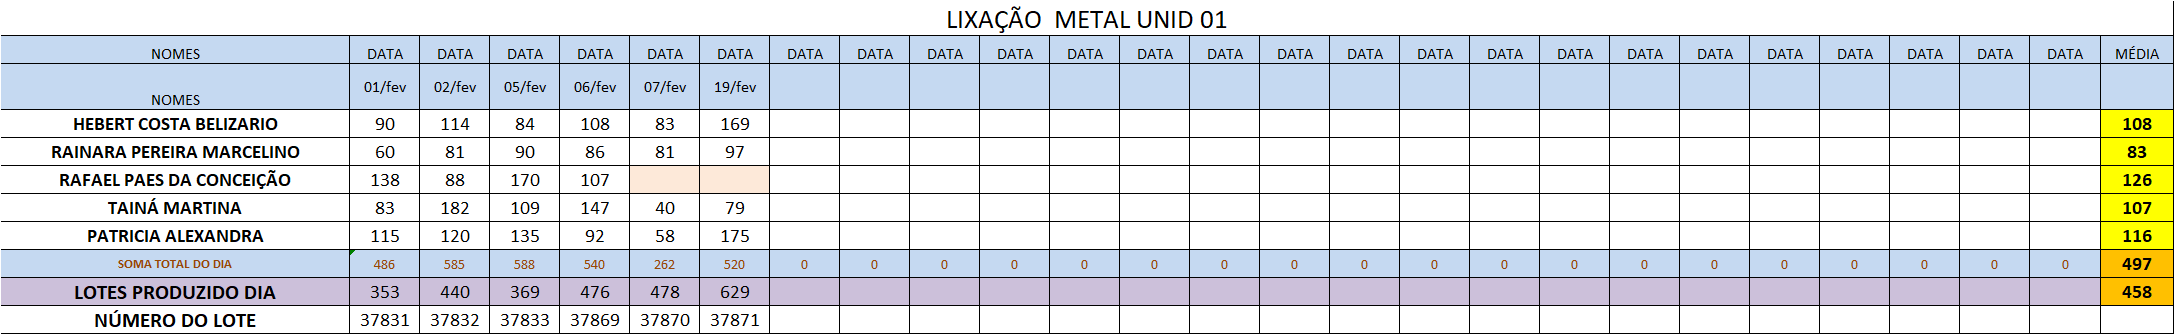 LIXAÇÃO  METAL UNID 01
NOMES DATA DATA DATA DATA DATA DATA DATA DATA DATA DATA DATA DATA DATA DATA DATA DATA DATA DATA DATA DATA DATA DATA DATA DATA DATA MÉDIA
NOMES 01/fev 02/fev 05/fev 06/fev 07/fev 19/fev
HEBERT COSTA BELIZARIO 90 114 84 108 83 169 108
RAINARA PEREIRA MARCELINO 60 81 90 86 81 97 83
RAFAEL PAES DA CONCEIÇÃO 138 88 170 107 126
TAINÁ MARTINA 83 182 109 147 40 79 107
PATRICIA ALEXANDRA 115 120 135 92 58 175 116
SOMA TOTAL DO DIA 486 585 588 540 262 520 0 0 0 0 0 0 0 0 0 0 0 0 0 0 0 0 0 0 0 497
LOTES PRODUZIDO DIA 353 440 369 476 478 629 458
NÚMERO DO LOTE 37831 37832 37833 37869 37870 37871